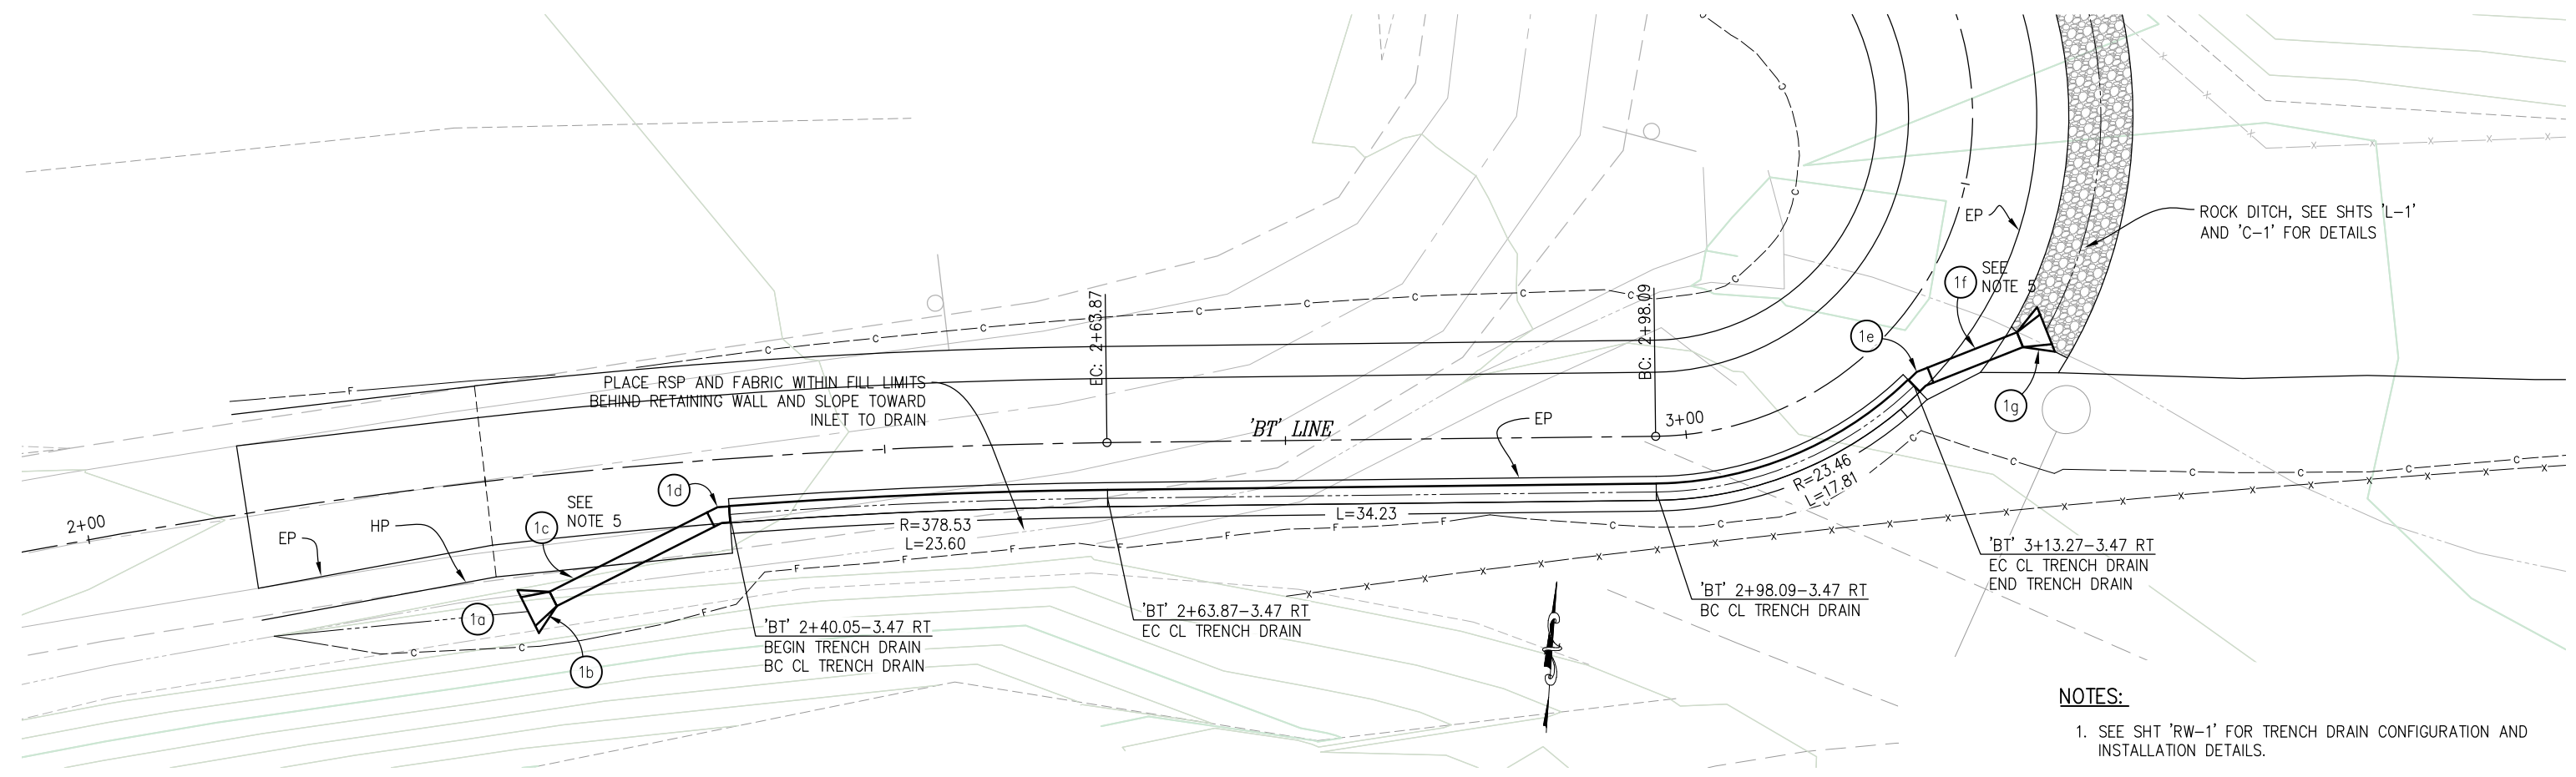 ROCK DITCH, SEE SHTS 'L-1'
AND 'C-1' FOR DETAILS
EP
1f
SEE
NOTE 5
1e
1g
EC: 2+63.87
BC: 2+98.09
PLACE RSP AND FABRIC WITHIN FILL LIMITS
BEHIND RETAINING WALL AND SLOPE TOWARD
INLET TO DRAIN
'BT' LINE
EP
3+00
2+00
EP
HP
1c
SEE
NOTE 5
1d
1a
1b
R=378.53
L=23.60
L=34.23
R=23.46
L=17.81
'BT' 2+40.05-3.47 RT
BEGIN TRENCH DRAIN
BC CL TRENCH DRAIN
'BT' 2+63.87-3.47 RT
EC CL TRENCH DRAIN
'BT' 2+98.09-3.47 RT
BC CL TRENCH DRAIN
'BT' 3+13.27-3.47 RT
EC CL TRENCH DRAIN
END TRENCH DRAIN
F
F
F
F
F
F
F
C
C
C
C
C
C
C
X
X
X
X
NOTES:
1. SEE SHT 'RW-1' FOR TRENCH DRAIN CONFIGURATION AND
INSTALLATION DETAILS.